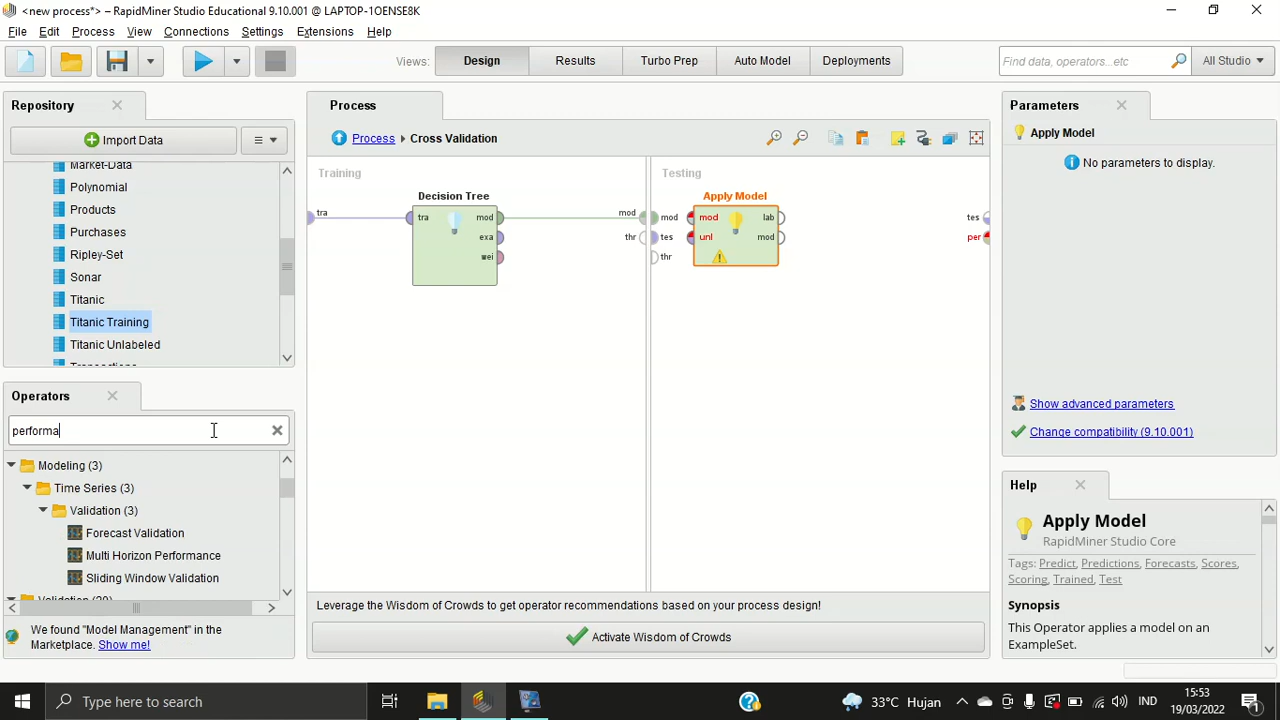 <new process*> – RapidMiner Studio Educational 9.10.001 @ LAPTOP-1OENSE8K
File Edit Process View Connections Settings Extensions Help
Views: Design Results Turbo Prep Auto Model Deployments
Find data, operators...etc All Studio
Repository
Import Data
Market-Data
Polynomial
Products
Purchases
Ripley-Set
Sonar
Titanic
Titanic Training
Titanic Unlabeled
Transactions
Operators
performa
Modeling (3)
Time Series (3)
Validation (3)
Forecast Validation
Multi Horizon Performance
Sliding Window Validation
We found "Model Management" in the
Marketplace. Show me!
Process
Process Cross Validation
Training
Decision Tree
tra tra mod mod
exa thr
wei
Testing
Apply Model
mod mod lab tes
tes unl mod per
thr
Leverage the Wisdom of Crowds to get operator recommendations based on your process design!
Activate Wisdom of Crowds
Parameters
Apply Model
No parameters to display.
Show advanced parameters
Change compatibility (9.10.001)
Help
Apply Model
RapidMiner Studio Core
Tags: Predict, Predictions, Forecasts, Scores,
Scoring, Trained, Test
Synopsis
This Operator applies a model on an
ExampleSet.
Type here to search
33°C Hujan
IND
15:53
19/03/2022
1